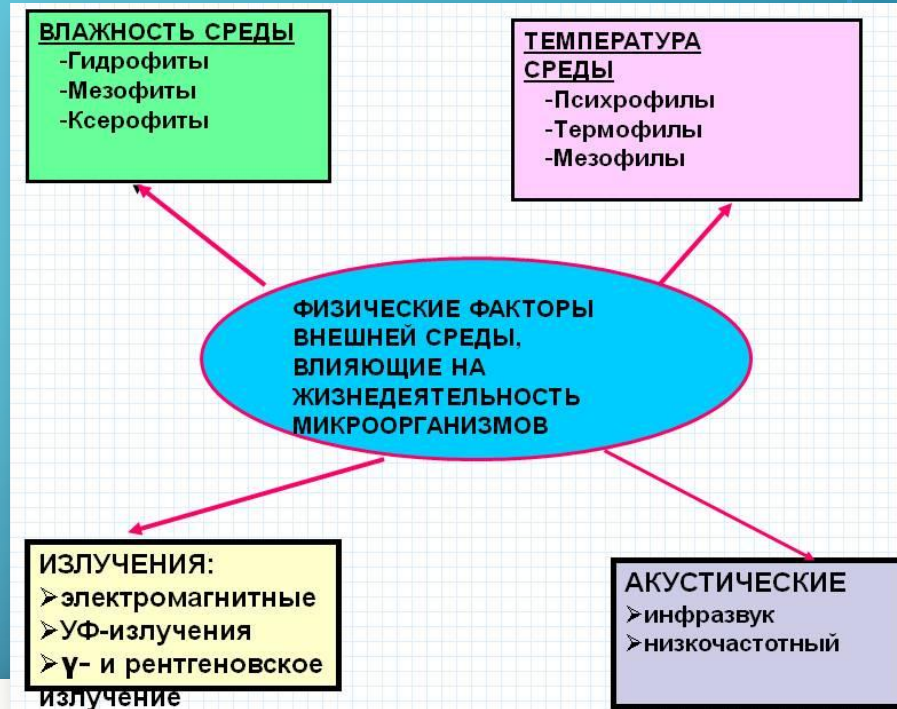 ВЛАЖНОСТЬ СРЕДЫ
-Гидрофиты
-Мезофиты
-Ксерофиты
ТЕМПЕРАТУРА
СРЕДЫ
-Психрофилы
-Термофилы
-Мезофилы
ФИЗИЧЕСКИЕ ФАКТОРЫ
ВНЕШНЕЙ СРЕДЫ,
ВЛИЯЮЩИЕ НА
ЖИЗНЕДЕЯТЕЛЬНОСТЬ
МИКРООРГАНИЗМОВ
ИЗЛУЧЕНИЯ:
➢электромагнитные
➢УФ-излучения
➢γ- и рентгеновское
излучение
АКУСТИЧЕСКИЕ
➢инфразвук
➢низкочастотный